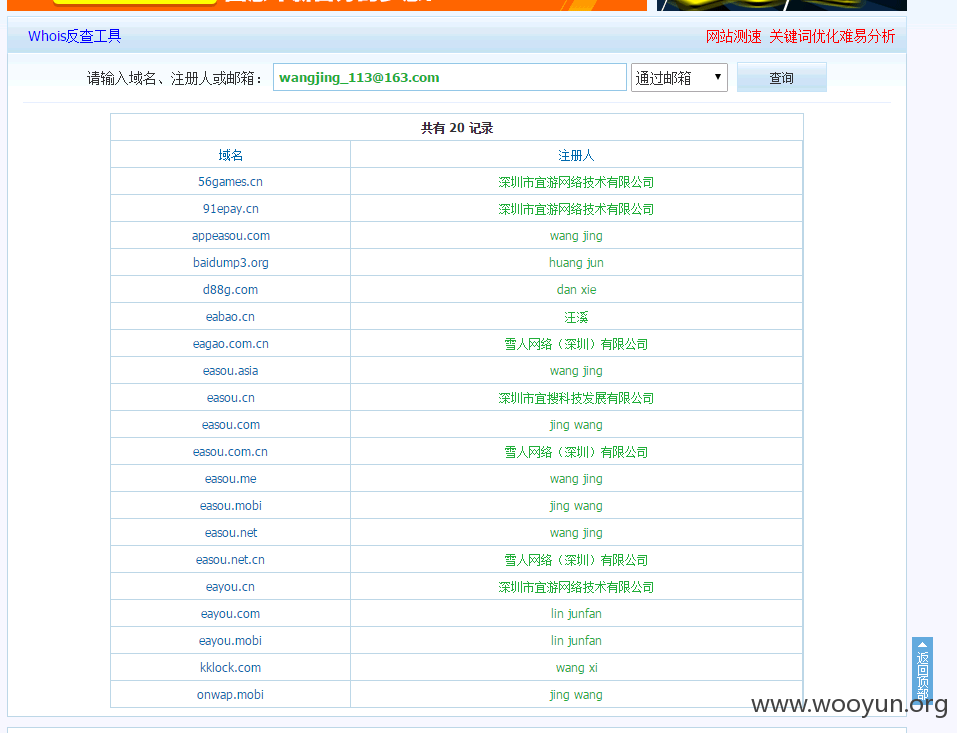 Whois反查工具 网站测速 关键词优化难易分析
请输入域名、注册人或邮箱： wangjing_113@163.com 通过邮箱 查询
共有 20 记录
域名 注册人
56games.cn 深圳市宜游网络技术有限公司
91epay.cn 深圳市宜游网络技术有限公司
appeasou.com wang jing
baidump3.org huang jun
d88g.com dan xie
eabao.cn 汪溪
eagao.com.cn 雪人网络（深圳）有限公司
easou.asia wang jing
easou.cn 深圳市宜搜科技发展有限公司
easou.com jing wang
easou.com.cn 雪人网络（深圳）有限公司
easou.me wang jing
easou.mobi jing wang
easou.net wang jing
easou.net.cn 雪人网络（深圳）有限公司
eayou.cn 深圳市宜游网络技术有限公司
eayou.com lin junfan
eayou.mobi lin junfan
kklock.com wang xi
onwap.mobi jing wang
返回顶部
www.wooyun.org